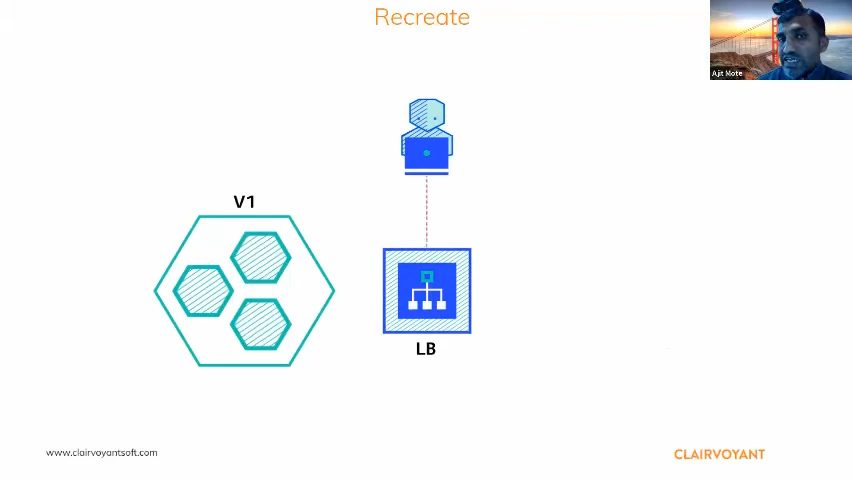 Recreate
Ajit Mote
V1
LB
www.clairvoyantsoft.com
CLAIRVOYANT